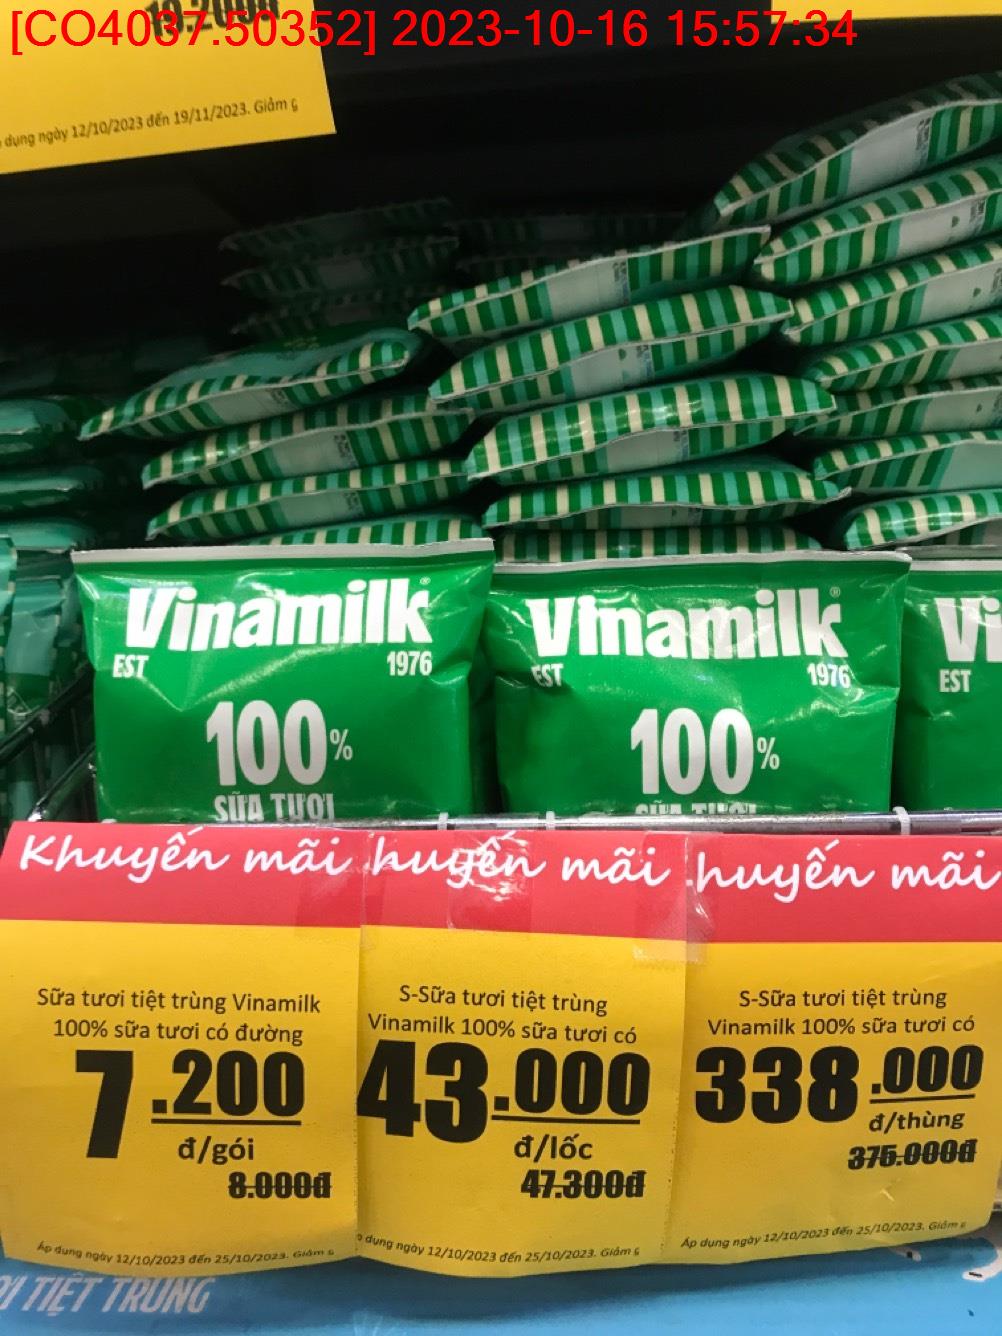 [CO4037.50352] 2023-10-16 15:57:34
dụng ngày 12/10/2023 đến 19/11/2023. Giảm g
Vinamilk®
EST 1976
100%
SỮA TƯƠI
Vinamilk®
EST 1976
100%
SỮA TƯƠI
Vi
EST
Khuyến mãi
Sữa tươi tiệt trùng Vinamilk
100% sữa tươi có đường
7.200
đ/gói
8.000đ
Áp dụng ngày 12/10/2023 đến 25/10/2023. Giảm g
huyến mãi
S-Sữa tươi tiệt trùng
Vinamilk 100% sữa tươi có
43.000
đ/lốc
47.300đ
p dụng ngày 12/10/2023 đến 25/10/2023. Giảm g
huyến mãi
S-Sữa tươi tiệt trùng
Vinamilk 100% sữa tươi có
338.000
đ/thùng
375.000đ
Áp dụng ngày 12/10/2023 đến 25/10/2023. Giảm g
ƠI TIỆT TRÙNG